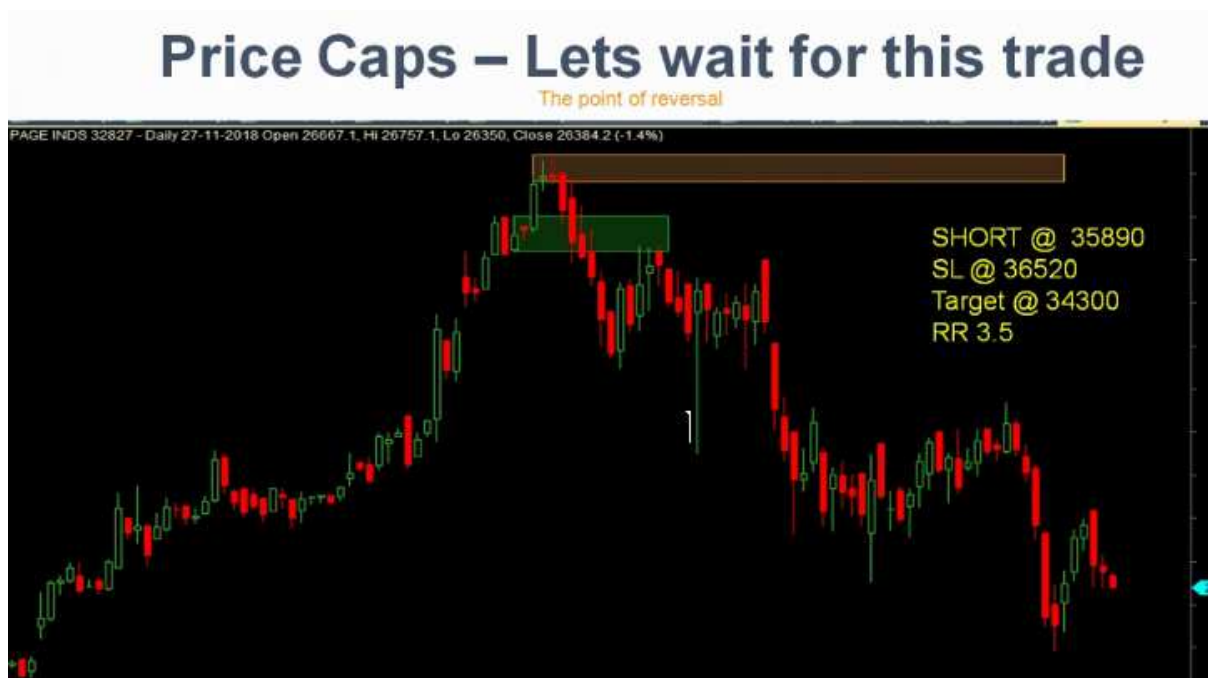 Price Caps – Lets wait for this trade
The point of reversal
PAGE INDS 32827 - Daily 27-11-2018 Open 26667.1, Hi 26757.1, Lo 26350, Close 26384.2 (-1.4%)
SHORT @ 35890
SL @ 36520
Target @ 34300
RR 3.5